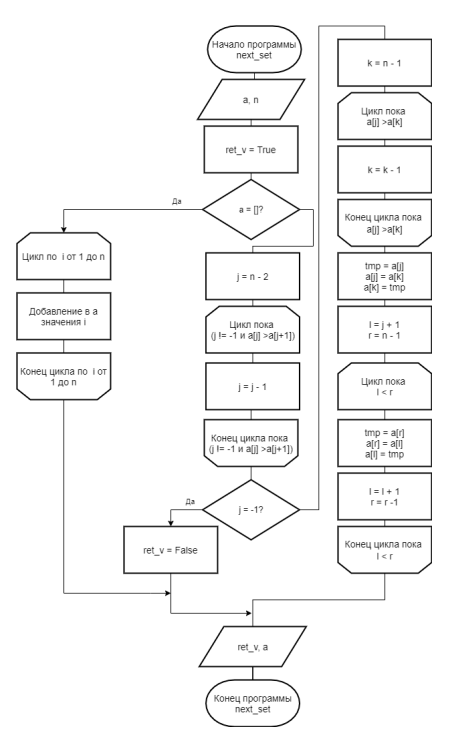 Начало программы
next_set
a, n
ret_v = True
a = []?
Да
Цикл по i от 1 до n
Добавление в a
значения i
Конец цикла по i от
1 до n
j = n - 2
Цикл пока
(j != -1 и a[j] >a[j+1])
j = j - 1
Конец цикла пока
(j != -1 и a[j] >a[j+1])
j = -1?
Да
ret_v = False
k = n - 1
Цикл пока
a[j] >a[k]
k = k - 1
Конец цикла пока
a[j] >a[k]
tmp = a[j]
a[j] = a[k]
a[k] = tmp
l = j + 1
r = n - 1
Цикл пока
l < r
tmp = a[r]
a[r] = a[l]
a[l] = tmp
l = l + 1
r = r -1
Конец цикла пока
l < r
ret_v, a
Конец программы
next_set